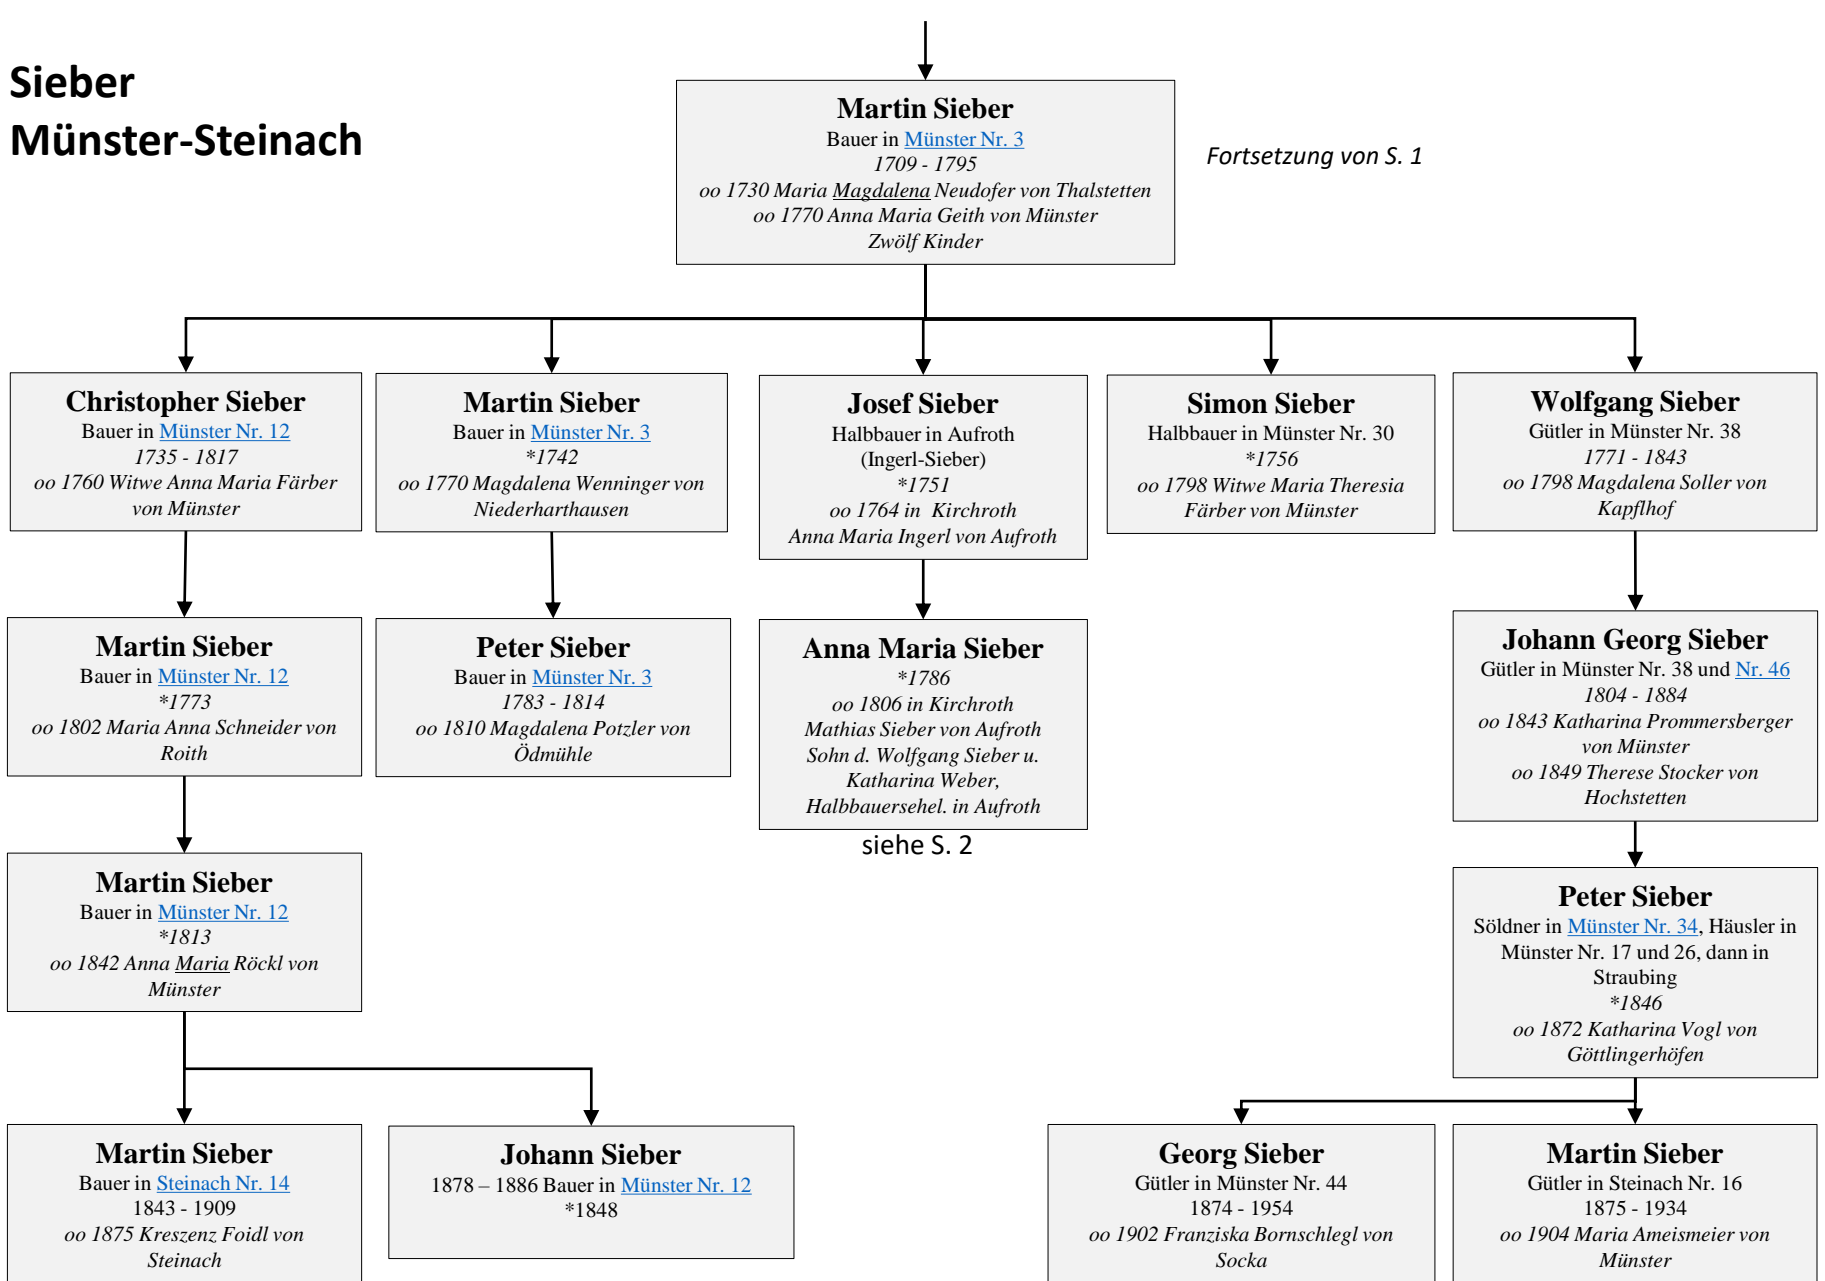 Sieber
Münster-Steinach
Martin Sieber
Bauer in Münster Nr. 3
1709 - 1795
oo 1730 Maria Magdalena Neudofer von Thalstetten
oo 1770 Anna Maria Geith von Münster
Zwölf Kinder
Fortsetzung von S. 1
Christopher Sieber
Bauer in Münster Nr. 12
1735 - 1817
oo 1760 Witwe Anna Maria Färber
von Münster
Martin Sieber
Bauer in Münster Nr. 3
*1742
oo 1770 Magdalena Wenninger von
Niederharthausen
Josef Sieber
Halbbauer in Aufroth
(Ingerl-Sieber)
*1751
oo 1764 in Kirchroth
Anna Maria Ingerl von Aufroth
Simon Sieber
Halbbauer in Münster Nr. 30
*1756
oo 1798 Witwe Maria Theresia
Färber von Münster
Wolfgang Sieber
Gütler in Münster Nr. 38
1771 - 1843
oo 1798 Magdalena Soller von
Kapflhof
Martin Sieber
Bauer in Münster Nr. 12
*1773
oo 1802 Maria Anna Schneider von
Roith
Peter Sieber
Bauer in Münster Nr. 3
1783 - 1814
oo 1810 Magdalena Potzler von
Ödmühle
Anna Maria Sieber
*1786
oo 1806 in Kirchroth
Mathias Sieber von Aufroth
Sohn d. Wolfgang Sieber u.
Katharina Weber,
Halbbauersehel. in Aufroth
siehe S. 2
Johann Georg Sieber
Gütler in Münster Nr. 38 und Nr. 46
1804 - 1884
oo 1843 Katharina Prommersberger
von Münster
oo 1849 Therese Stocker von
Hochstetten
Martin Sieber
Bauer in Münster Nr. 12
*1813
oo 1842 Anna Maria Röckl von
Münster
Peter Sieber
Söldner in Münster Nr. 34, Häusler in
Münster Nr. 17 und 26, dann in
Straubing
*1846
oo 1872 Katharina Vogl von
Göttlingerhöfen
Martin Sieber
Bauer in Steinach Nr. 14
1843 - 1909
oo 1875 Kreszenz Foidl von
Steinach
Johann Sieber
1878 – 1886 Bauer in Münster Nr. 12
*1848
Georg Sieber
Gütler in Münster Nr. 44
1874 - 1954
oo 1902 Franziska Bornschlegl von
Socka
Martin Sieber
Gütler in Steinach Nr. 16
1875 - 1934
oo 1904 Maria Ameismeier von
Münster